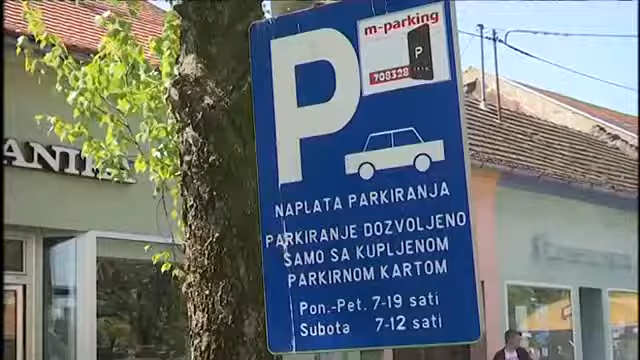 m-parking
P
P
708328
ANIKA
NAPLATA PARKIRANJA
PARKIRANJE DOZVOLJENO
SAMO SA KUPLJENOM
PARKIRNOM KARTOM
Pon.-Pet. 7-19 sati
Subota 7-12 sati